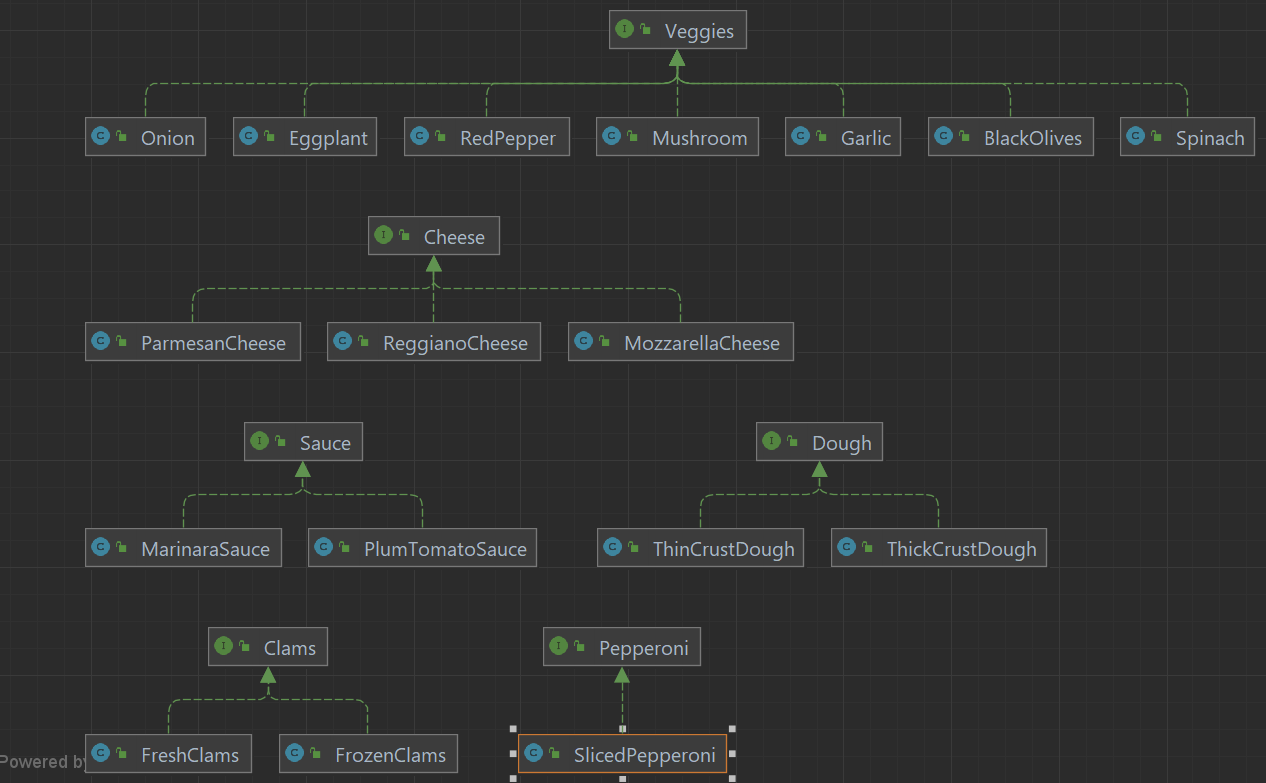 Veggies
Onion Eggplant RedPepper Mushroom Garlic BlackOlives Spinach
Cheese
ParmesanCheese ReggianoCheese MozzarellaCheese
Sauce Dough
MarinaraSauce PlumTomatoSauce ThinCrustDough ThickCrustDough
Clams Pepperoni
FreshClams FrozenClams SlicedPepperoni
Powered by